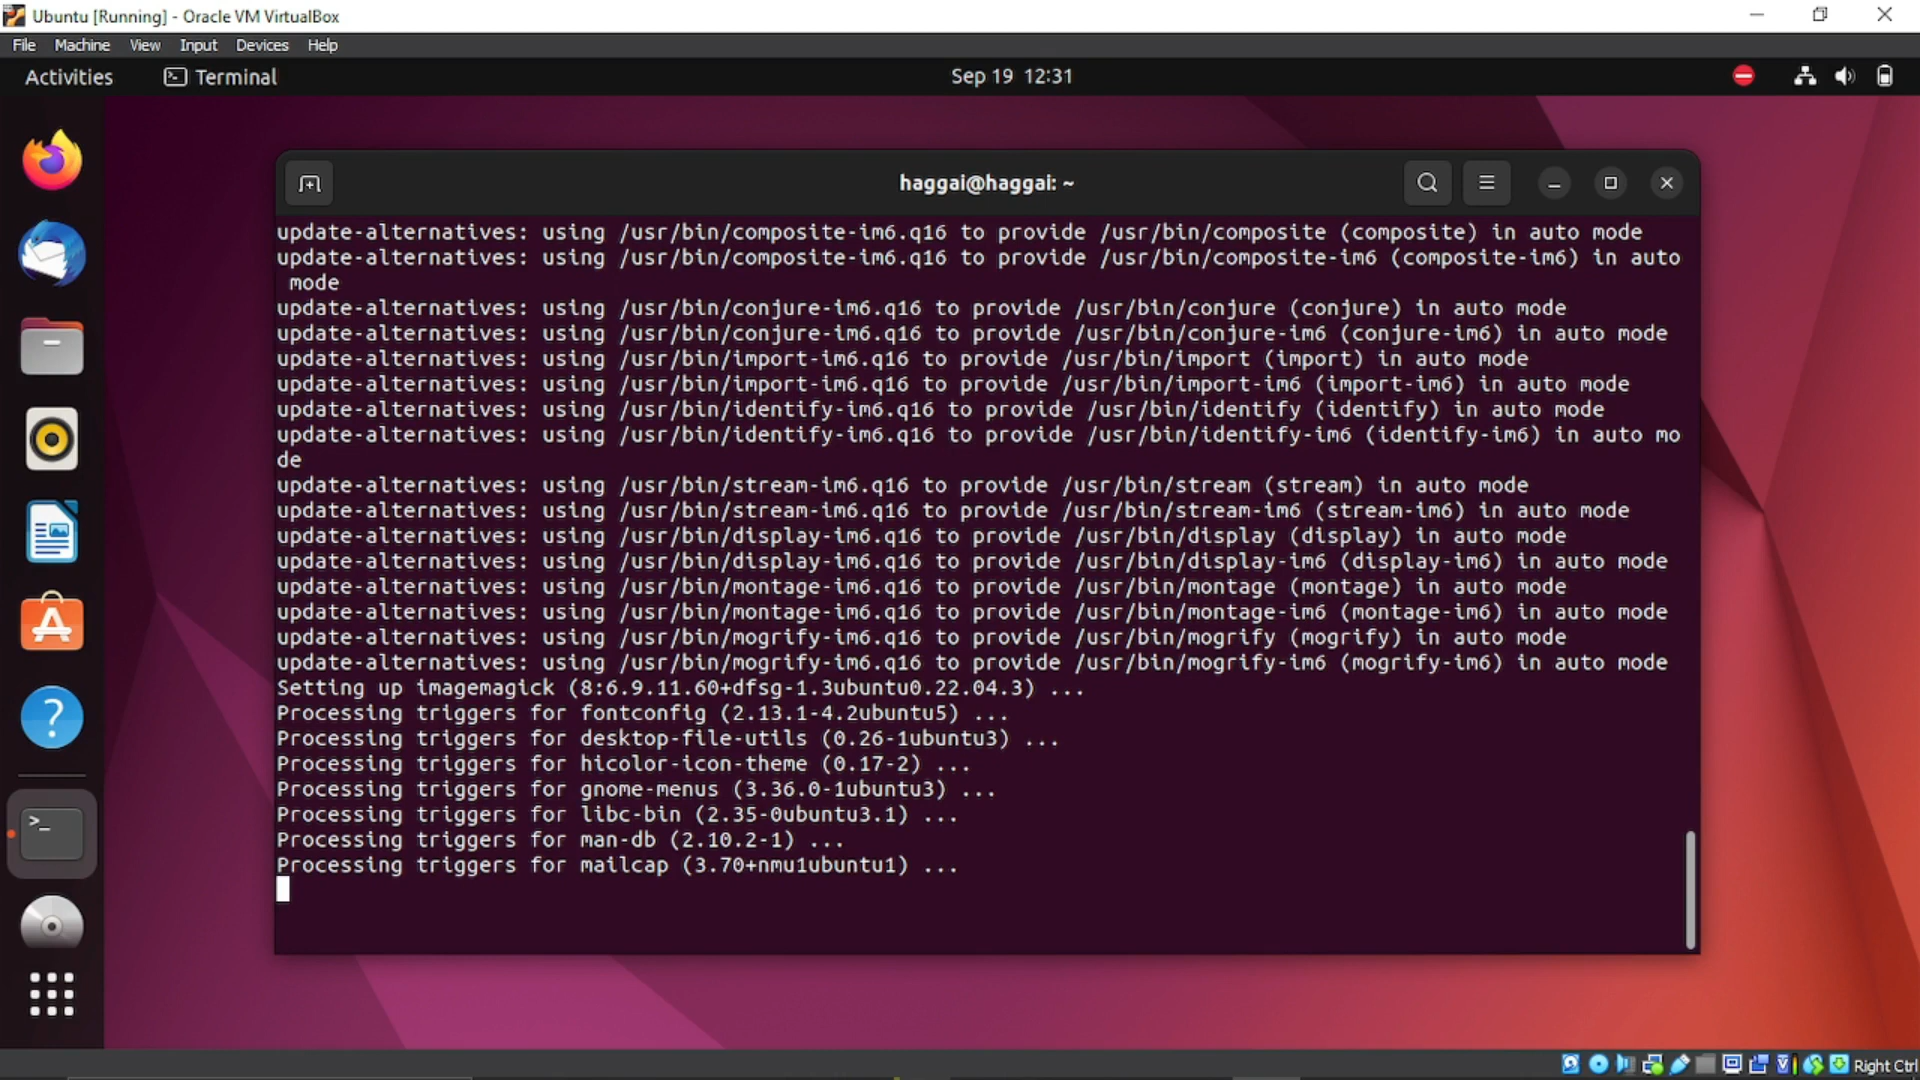 Ubuntu [Running] - Oracle VM VirtualBox
File Machine View Input Devices Help
Activities Terminal Sep 19 12:31
haggai@haggai: ~
update-alternatives: using /usr/bin/composite-im6.q16 to provide /usr/bin/composite (composite) in auto mode
update-alternatives: using /usr/bin/composite-im6.q16 to provide /usr/bin/composite-im6 (composite-im6) in auto
 mode
update-alternatives: using /usr/bin/conjure-im6.q16 to provide /usr/bin/conjure (conjure) in auto mode
update-alternatives: using /usr/bin/conjure-im6.q16 to provide /usr/bin/conjure-im6 (conjure-im6) in auto mode
update-alternatives: using /usr/bin/import-im6.q16 to provide /usr/bin/import (import) in auto mode
update-alternatives: using /usr/bin/import-im6.q16 to provide /usr/bin/import-im6 (import-im6) in auto mode
update-alternatives: using /usr/bin/identify-im6.q16 to provide /usr/bin/identify (identify) in auto mode
update-alternatives: using /usr/bin/identify-im6.q16 to provide /usr/bin/identify-im6 (identify-im6) in auto mo
de
update-alternatives: using /usr/bin/stream-im6.q16 to provide /usr/bin/stream (stream) in auto mode
update-alternatives: using /usr/bin/stream-im6.q16 to provide /usr/bin/stream-im6 (stream-im6) in auto mode
update-alternatives: using /usr/bin/display-im6.q16 to provide /usr/bin/display (display) in auto mode
update-alternatives: using /usr/bin/display-im6.q16 to provide /usr/bin/display-im6 (display-im6) in auto mode
update-alternatives: using /usr/bin/montage-im6.q16 to provide /usr/bin/montage (montage) in auto mode
update-alternatives: using /usr/bin/montage-im6.q16 to provide /usr/bin/montage-im6 (montage-im6) in auto mode
update-alternatives: using /usr/bin/mogrify-im6.q16 to provide /usr/bin/mogrify (mogrify) in auto mode
update-alternatives: using /usr/bin/mogrify-im6.q16 to provide /usr/bin/mogrify-im6 (mogrify-im6) in auto mode
Setting up imagemagick (8:6.9.11.60+dfsg-1.3ubuntu0.22.04.3) ...
Processing triggers for fontconfig (2.13.1-4.2ubuntu5) ...
Processing triggers for desktop-file-utils (0.26-1ubuntu3) ...
Processing triggers for hicolor-icon-theme (0.17-2) ...
Processing triggers for gnome-menus (3.36.0-1ubuntu3) ...
Processing triggers for libc-bin (2.35-0ubuntu3.1) ...
Processing triggers for man-db (2.10.2-1) ...
Processing triggers for mailcap (3.70+nmu1ubuntu1) ...
Right Ctrl